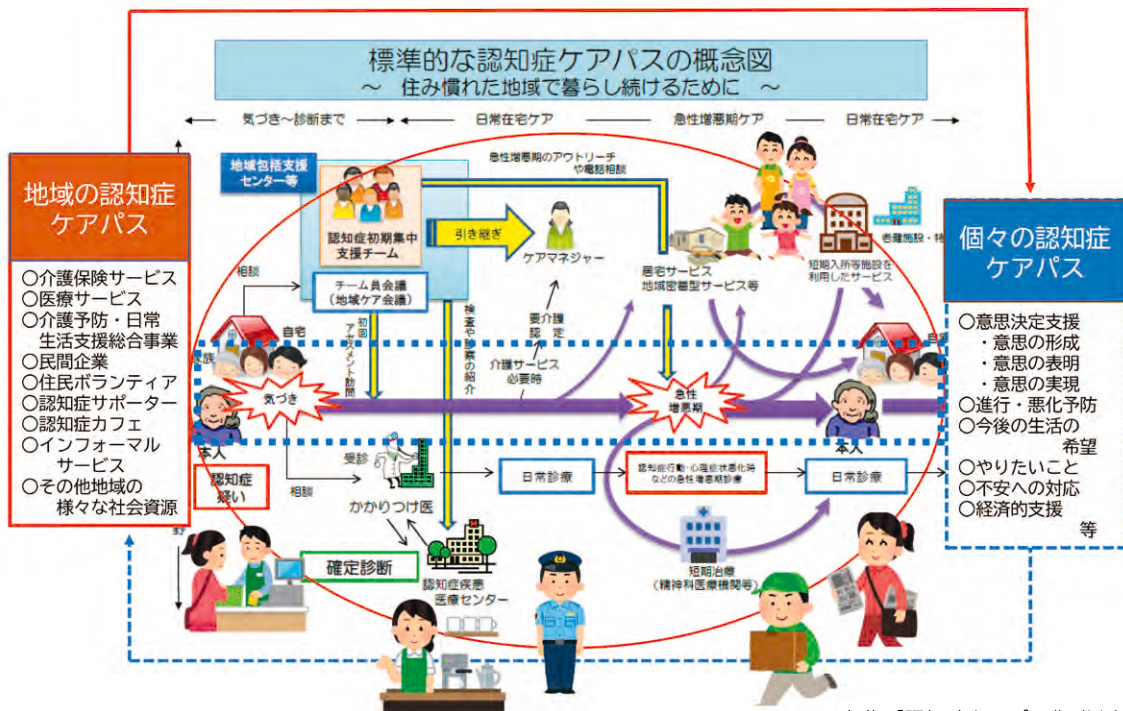 標準的な認知症ケアパスの概念図
~ 住み慣れた地域で暮らし続けるために ~
気づき~診断まで
日常在宅ケア
急性増悪期ケア
日常在宅ケア
地域の認知症
ケアパス
○介護保険サービス
○医療サービス
○介護予防・日常
生活支援総合事業
○民間企業
○住民ボランティア
○認知症サポーター
○認知症カフェ
○インフォーマル
サービス
○その他地域の
様々な社会資源
地域包括支援
センター等
認知症初期集中
支援チーム
チーム員会議
(地域ケア会議)
急性増悪期のアウトリーチ
や電話相談
引き継ぎ
ケアマネジャー
居宅サービス
地域密着型サービス等
短期入所等施設を
利用したサービス
老健施設・特
相談
自宅
族
気づき
本人
初回
アセスメント訪問
検査や診察の紹介
要介護
認定
介護サービス
必要時
急性
増悪期
自宅
本人
認知症
疑い
相談
受診
かかりつけ医
日常診療
認知症行動・心理症状悪化時
などの急性増悪期診療
日常診療
確定診断
認知症疾患
医療センター
短期治療
(精神科医療機関等)
個々の認知症
ケアパス
○意思決定支援
・意思の形成
・意思の表明
・意思の実現
○進行・悪化予防
○今後の生活の
希望
○やりたいこと
○不安への対応
○経済的支援
等